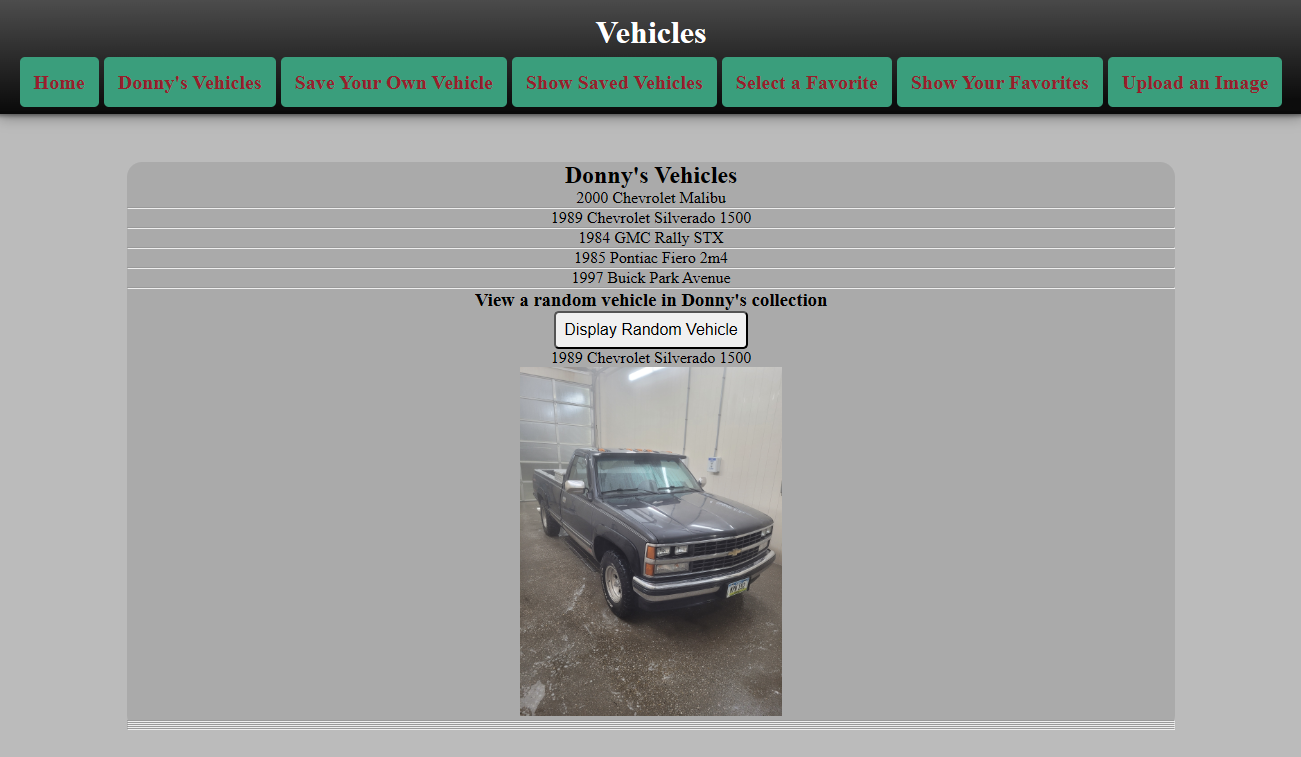 Vehicles
Home Donny's Vehicles Save Your Own Vehicle Show Saved Vehicles Select a Favorite Show Your Favorites Upload an Image
Donny's Vehicles
2000 Chevrolet Malibu
1989 Chevrolet Silverado 1500
1984 GMC Rally STX
1985 Pontiac Fiero 2m4
1997 Buick Park Avenue
View a random vehicle in Donny's collection
Display Random Vehicle
1989 Chevrolet Silverado 1500